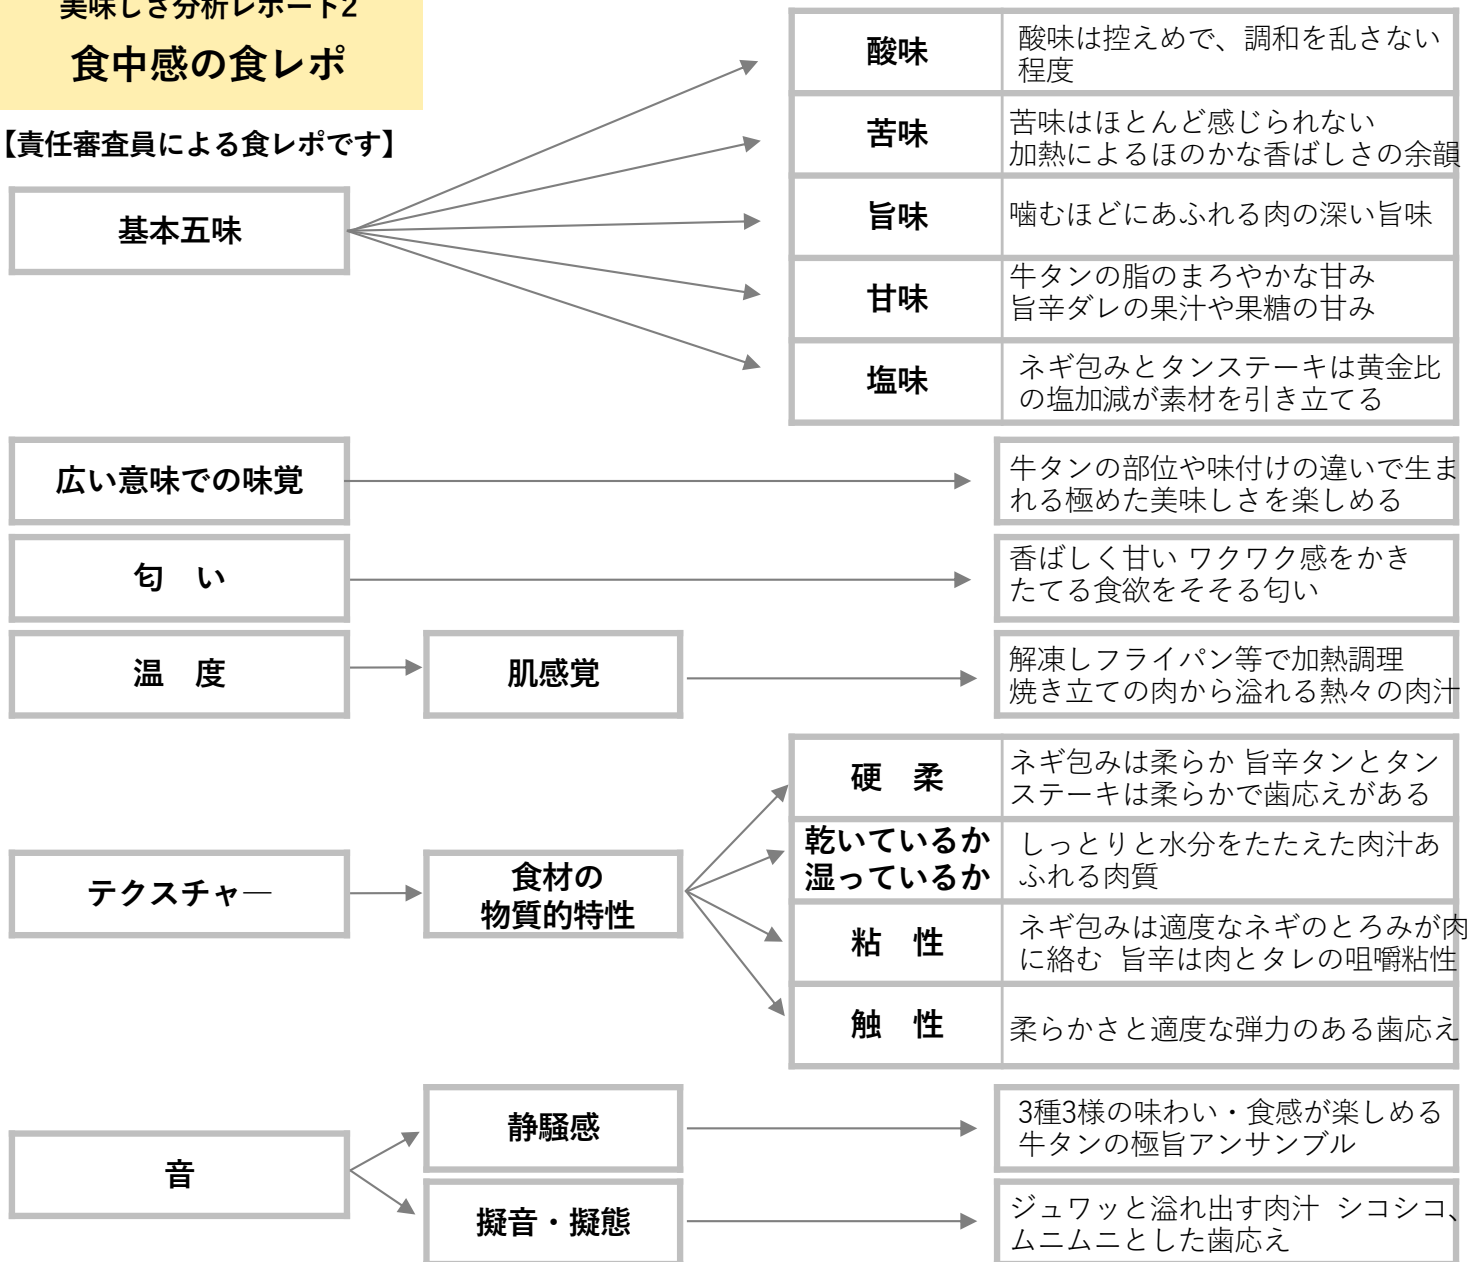 美味しさ分析レポート2
食中感の食レポ
【責任審査員による食レポです】
基本五味
酸味
酸味は控えめで、調和を乱さない
程度
苦味
苦味はほとんど感じられない
加熱によるほのかな香ばしさの余韻
旨味
噛むほどにあふれる肉の深い旨味
甘味
牛タンの脂のまろやかな甘み
旨辛ダレの果汁や果糖の甘み
塩味
ネギ包みとタンステーキは黄金比
の塩加減が素材を引き立てる
広い意味での味覚
牛タンの部位や味付けの違いで生ま
れる極めた美味しさを楽しめる
匂 い
香ばしく甘い ワクワク感をかき
たてる食欲をそそる匂い
温 度
肌感覚
解凍しフライパン等で加熱調理
焼き立ての肉から溢れる熱々の肉汁
テクスチャ―
食材の
物質的特性
硬 柔
ネギ包みは柔らか 旨辛タンとタン
ステーキは柔らかで歯応えがある
乾いているか
湿っているか
しっとりと水分をたたえた肉汁あ
ふれる肉質
粘 性
ネギ包みは適度なネギのとろみが肉
に絡む 旨辛は肉とタレの咀嚼粘性
触 性
柔らかさと適度な弾力のある歯応え
音
静騒感
3種3様の味わい・食感が楽しめる
牛タンの極旨アンサンブル
擬音・擬態
ジュワッと溢れ出す肉汁 シコシコ、
ムニムニとした歯応え